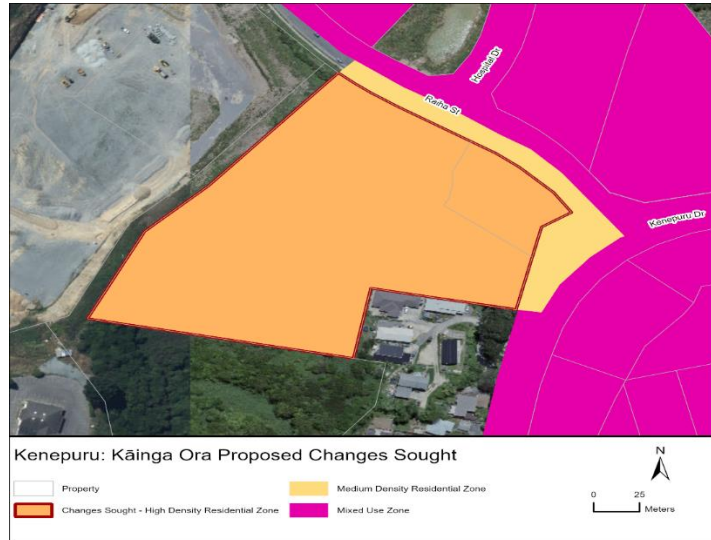 Hospital Dr
Raiha St
Kenepuru Dr
Kenepuru: Kāinga Ora Proposed Changes Sought
Property
Changes Sought - High Density Residential Zone
Medium Density Residential Zone
Mixed Use Zone
N
0 25
Meters